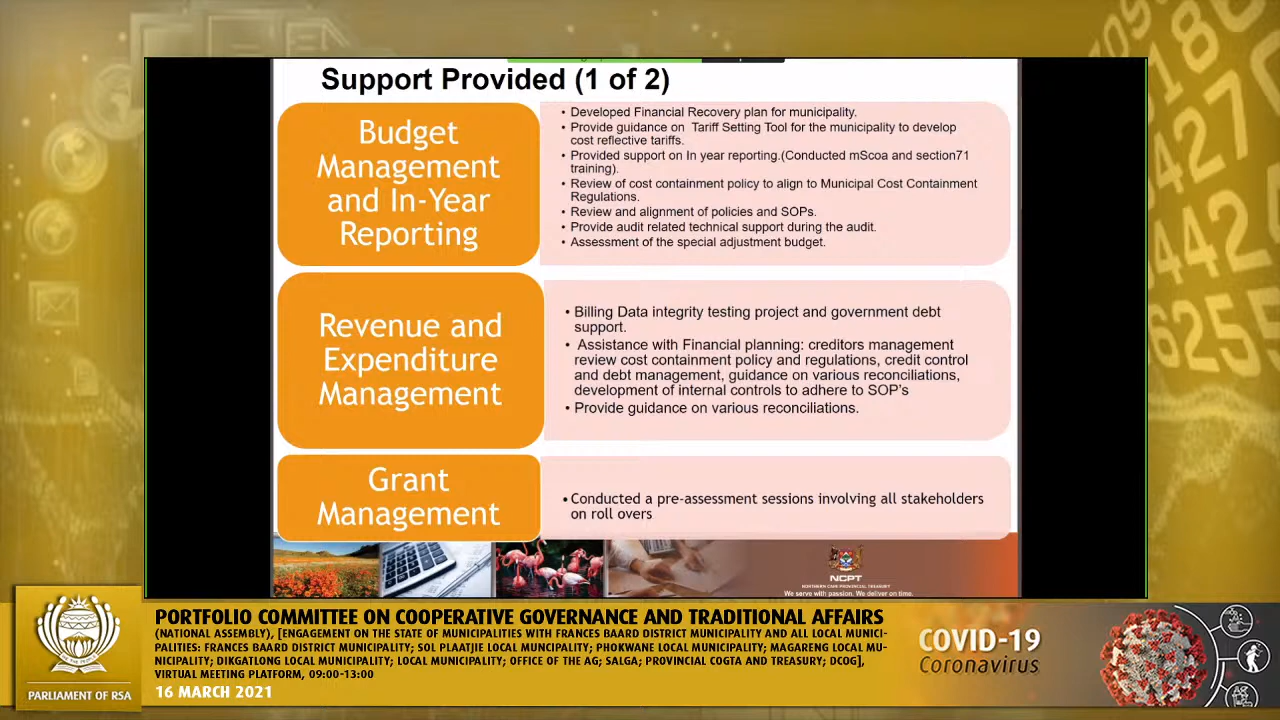 Support Provided (1 of 2)
Budget
Management
and In-Year
Reporting
• Developed Financial Recovery plan for municipality.
• Provide guidance on Tariff Setting Tool for the municipality to develop
cost reflective tariffs.
• Provided support on In year reporting.(Conducted mScoa and section71
training).
• Review of cost containment policy to align to Municipal Cost Containment
Regulations.
• Review and alignment of policies and SOPs.
• Provide audit related technical support during the audit.
• Assessment of the special adjustment budget.
Revenue and
Expenditure
Management
• Billing Data integrity testing project and government debt
support.
• Assistance with Financial planning: creditors management
review cost containment policy and regulations, credit control
and debt management, guidance on various reconciliations,
development of internal controls to adhere to SOP's
• Provide guidance on various reconciliations.
Grant
Management
• Conducted a pre-assessment sessions involving all stakeholders
on roll overs
NCPT
NORTHERN CAPE PROVINCIAL TREASURY
We serve with passion. We deliver on time.
PARLIAMENT OF RSA
PORTFOLIO COMMITTEE ON COOPERATIVE GOVERNANCE AND TRADITIONAL AFFAIRS
(NATIONAL ASSEMBLY), [ENGAGEMENT ON THE STATE OF MUNICIPALITIES WITH FRANCES BAARD DISTRICT MUNICIPALITY AND ALL LOCAL MUNICI-
PALITIES: FRANCES BAARD DISTRICT MUNICIPALITY; SOL PLAATJIE LOCAL MUNCIPALITY; PHOKWANE LOCAL MUNICIPALITY; MAGARENG LOCAL MU-
NICIPALITY; DIKGATLONG LOCAL MUNICIPALITY; LOCAL MUNICIPALITY; OFFICE OF THE AG; SALGA; PROVINCIAL COGTA AND TREASURY; DCOG],
VIRTUAL MEETING PLATFORM, 09:00-13:00
16 MARCH 2021
COVID-19
Coronavirus